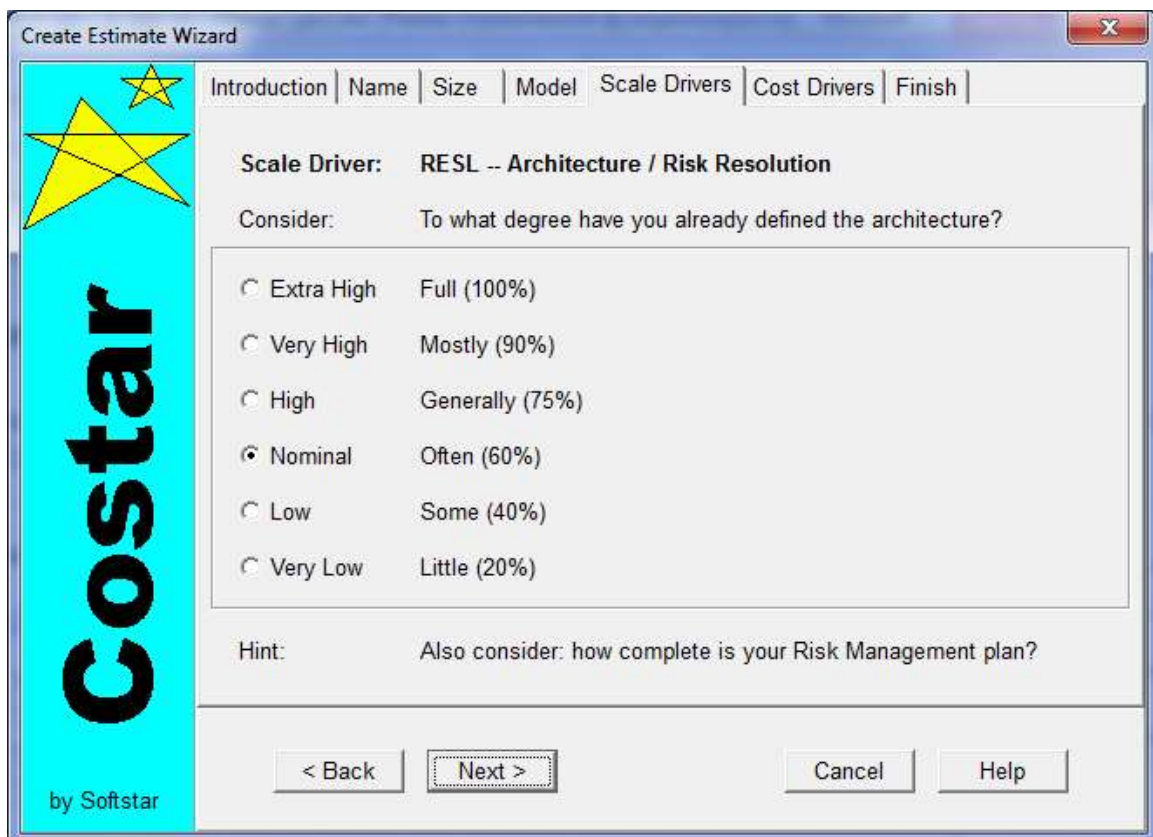 Create Estimate Wizard
Introduction Name Size Model Scale Drivers Cost Drivers Finish
Scale Driver: RESL -- Architecture / Risk Resolution
Consider: To what degree have you already defined the architecture?
Extra High Full (100%)
Very High Mostly (90%)
High Generally (75%)
Nominal Often (60%)
Low Some (40%)
Very Low Little (20%)
Hint: Also consider: how complete is your Risk Management plan?
< Back Next > Cancel Help
Costar
by Softstar